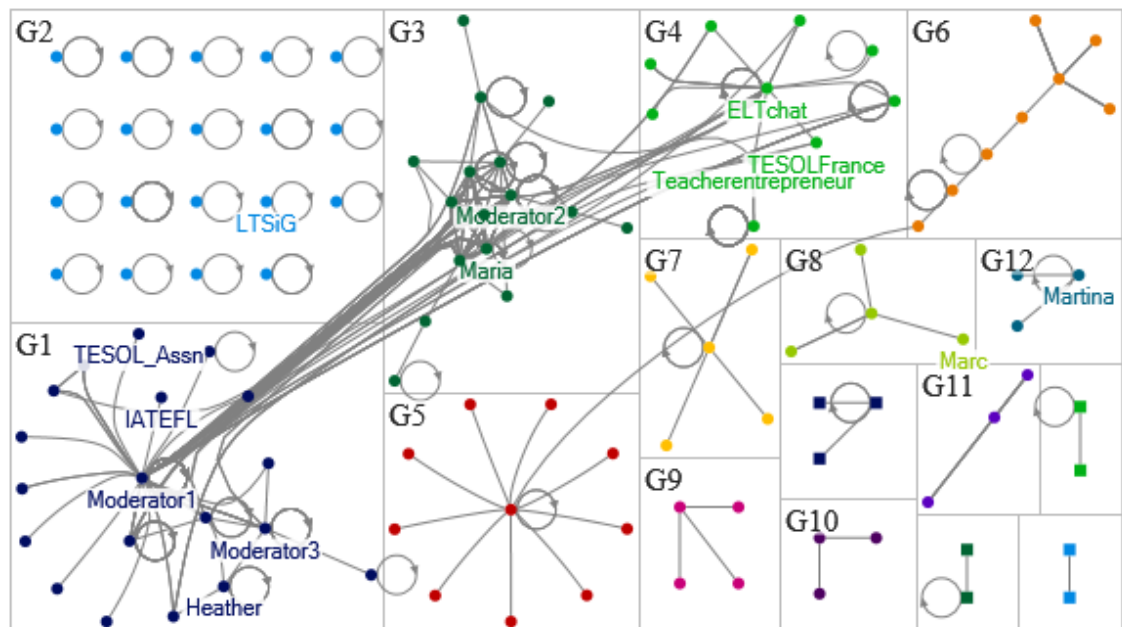 G2
LTSiG
G3
Moderator2
Maria
G4
ELTchat
TESOLFrance
Teacherentrepreneur
G6
G1
TESOL_Assn
IATEFL
Moderator1
Moderator3
Heather
G5
G7
G8
Marc
G12
Martina
G11
G9
G10